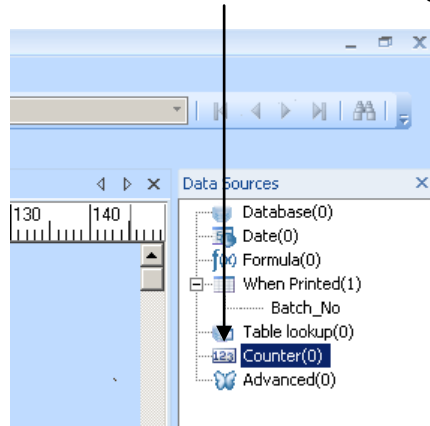 Data Sources
130 140
Database(0)
Date(0)
Formula(0)
When Printed(1)
Batch_No
Table lookup(0)
123 Counter(0)
Advanced(0)